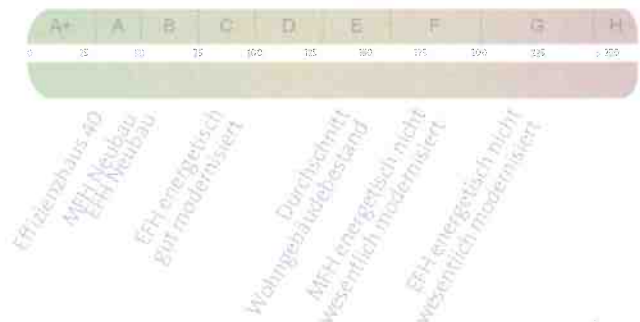 A+ A B C D E F G H
0 25 50 75 100 125 150 175 200 225 >250
Effizienzhaus 40
MFH Neubau
EFH Neubau
EFH energetisch
gut modernisiert
Durchschnitt
Wohngebäudebestand
MFH energetisch nicht
wesentlich modernisiert
EFH energetisch nicht
wesentlich modernisiert